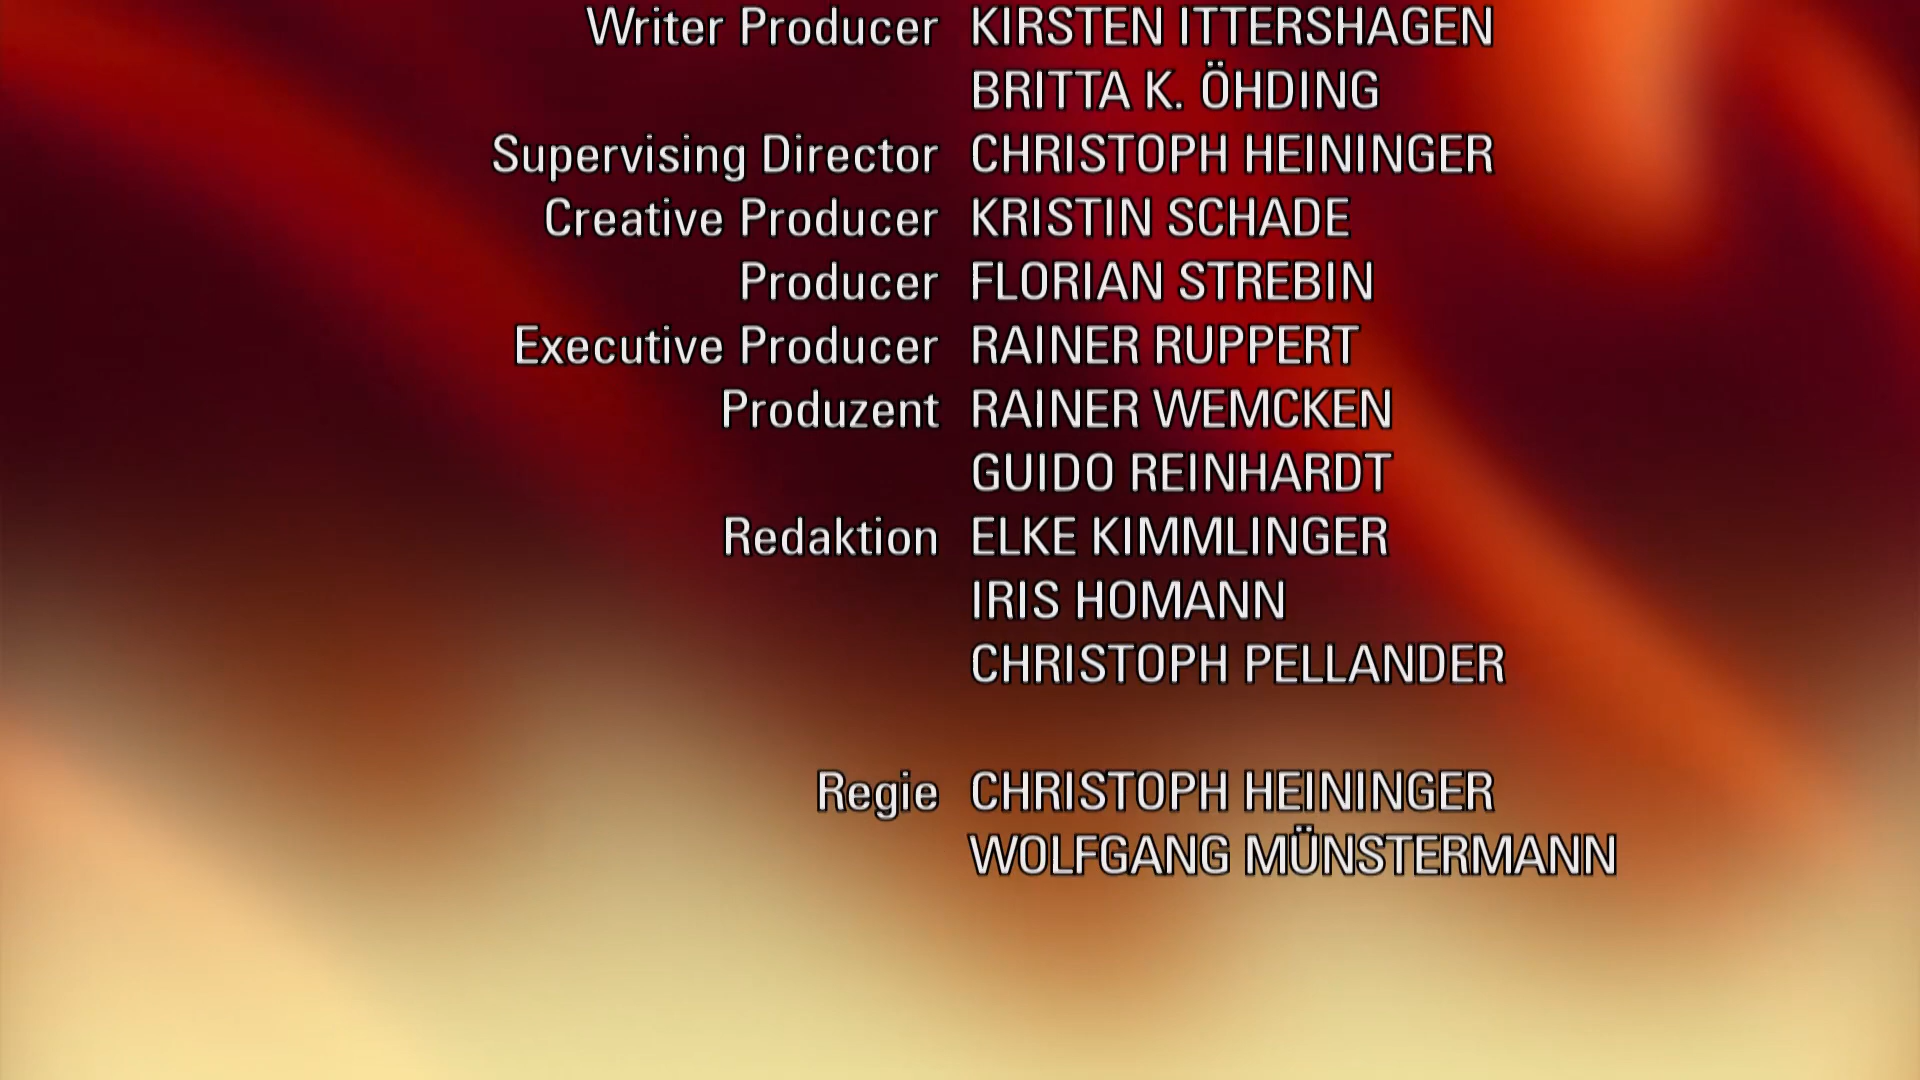 Writer Producer KIRSTEN ITTERSHAGEN
BRITTA K. ÖHDING
Supervising Director CHRISTOPH HEININGER
Creative Producer KRISTIN SCHADE
Producer FLORIAN STREBIN
Executive Producer RAINER RUPPERT
Produzent RAINER WEMCKEN
GUIDO REINHARDT
Redaktion ELKE KIMMLINGER
IRIS HOMANN
CHRISTOPH PELLANDER
Regie CHRISTOPH HEININGER
WOLFGANG MÜNSTERMANN